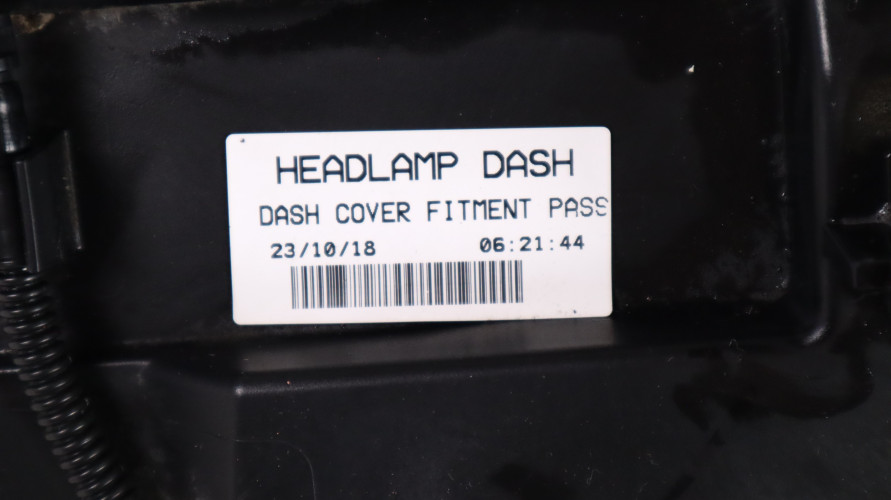 HEADLAMP DASH
DASH COVER FITMENT PASS
23/10/18 06:21:44